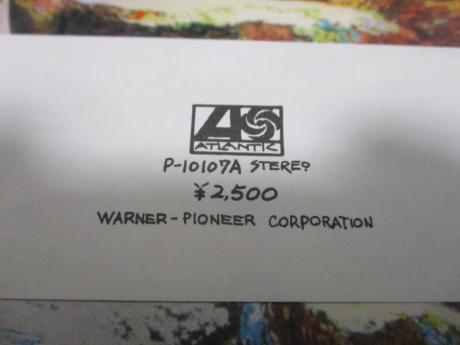 ATLANTIC
P-10107A STEREO
¥2,500
WARNER-PIONEER CORPORATION